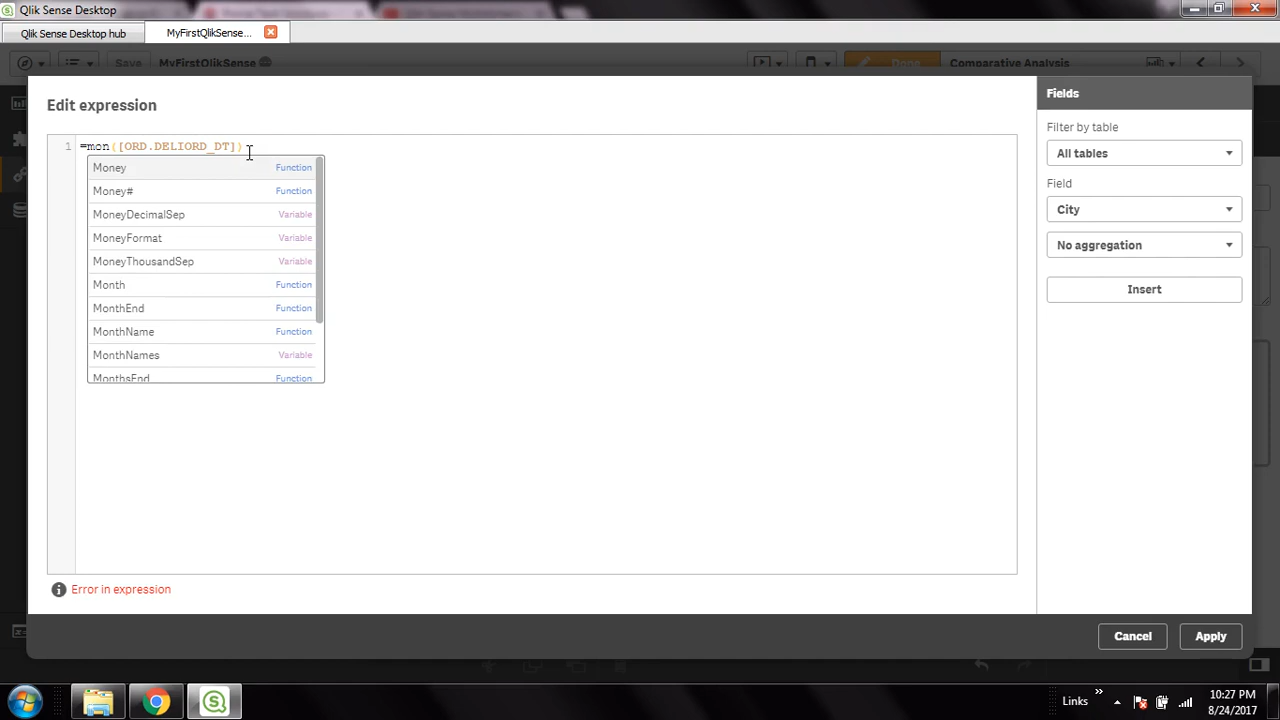 Qlik Sense Desktop
Qlik Sense Desktop hub
MyFirstQlikSense...
Save
MyFirstQlikSense
Done
Comparative Analysis
Edit expression
1 =mon([ORD.DELIORD_DT])
Money Function
Money# Function
MoneyDecimalSep Variable
MoneyFormat Variable
MoneyThousandSep Variable
Month Function
MonthEnd Function
MonthName Function
MonthNames Variable
MonthsEnd Function
Error in expression
Fields
Filter by table
All tables
Field
City
No aggregation
Insert
Cancel
Apply
Links
10:27 PM
8/24/2017